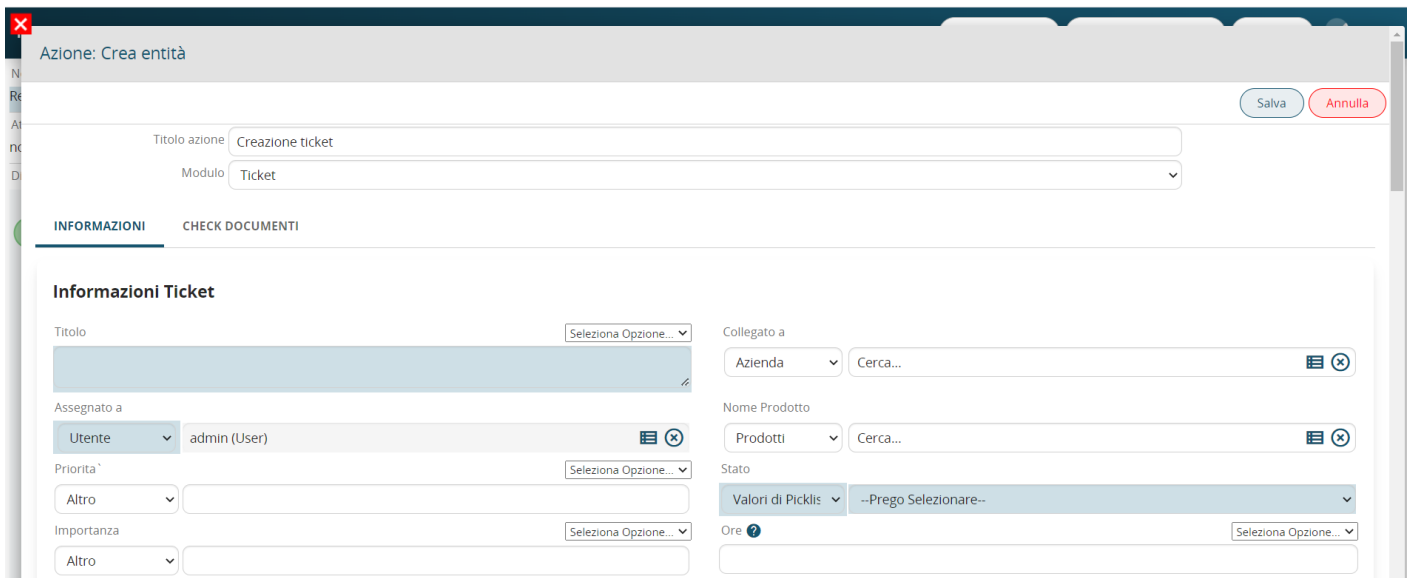 Azione: Crea entità
Salva Annulla
Titolo azione Creazione ticket
Modulo Ticket
INFORMAZIONI CHECK DOCUMENTI
Informazioni Ticket
Titolo Seleziona Opzione... Collegato a
Azienda Cerca...
Assegnato a Nome Prodotto
Utente admin (User) Prodotti Cerca...
Priorita` Seleziona Opzione... Stato
Altro Valori di Picklis --Prego Selezionare--
Importanza Seleziona Opzione... Ore ? Seleziona Opzione...
Altro